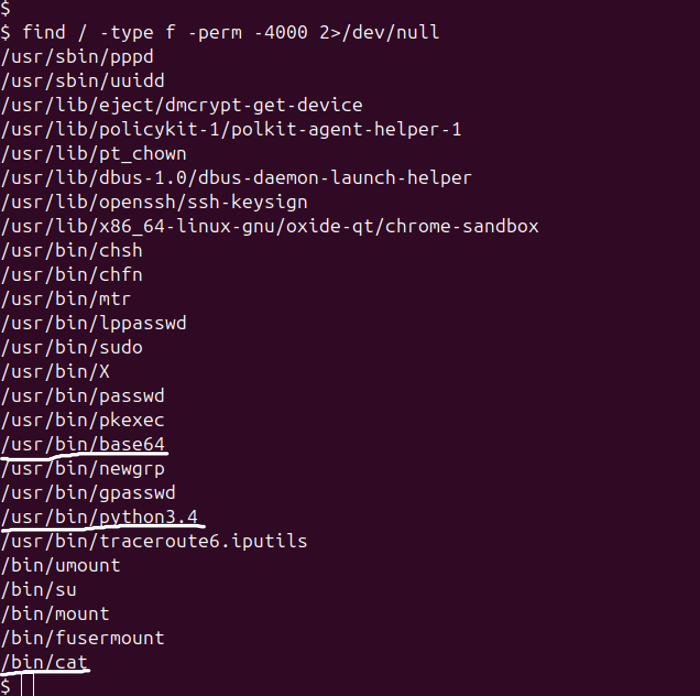 $
$ find / -type f -perm -4000 2>/dev/null
/usr/sbin/pppd
/usr/sbin/uuidd
/usr/lib/eject/dmcrypt-get-device
/usr/lib/policykit-1/polkit-agent-helper-1
/usr/lib/pt_chown
/usr/lib/dbus-1.0/dbus-daemon-launch-helper
/usr/lib/openssh/ssh-keysign
/usr/lib/x86_64-linux-gnu/oxide-qt/chrome-sandbox
/usr/bin/chsh
/usr/bin/chfn
/usr/bin/mtr
/usr/bin/lppasswd
/usr/bin/sudo
/usr/bin/X
/usr/bin/passwd
/usr/bin/pkexec
/usr/bin/base64
/usr/bin/newgrp
/usr/bin/gpasswd
/usr/bin/python3.4
/usr/bin/traceroute6.iputils
/bin/umount
/bin/su
/bin/mount
/bin/fusermount
/bin/cat
$